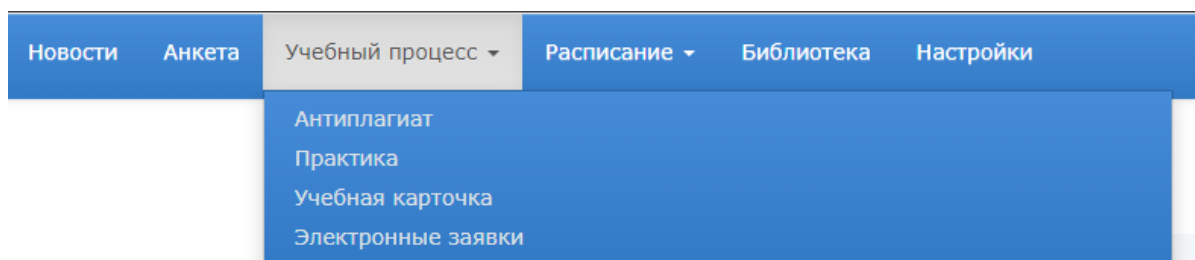 Новости Анкета Учебный процесс Расписание Библиотека Настройки
Антиплагиат
Практика
Учебная карточка
Электронные заявки